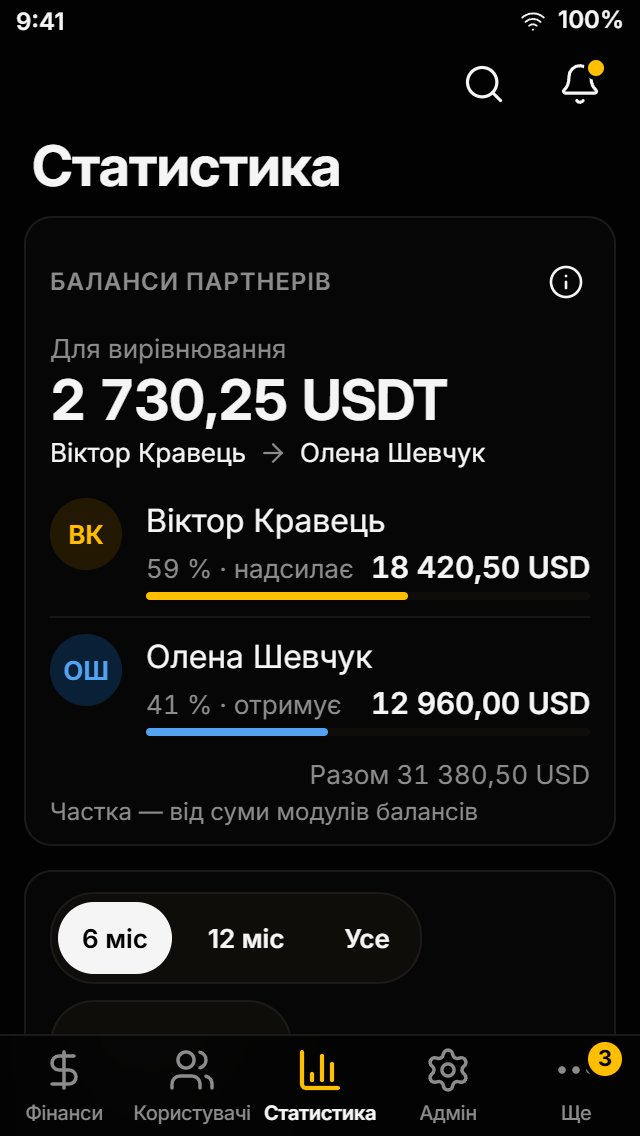 9:41 100%
Статистика
БАЛАНСИ ПАРТНЕРІВ
Для вирівнювання
2 730,25 USDT
Віктор Кравець → Олена Шевчук
ВК Віктор Кравець
59 % · надсилає 18 420,50 USD
ОШ Олена Шевчук
41 % · отримує 12 960,00 USD
Разом 31 380,50 USD
Частка — від суми модулів балансів
6 міс 12 міс Усе
3
Фінанси Користувачі Статистика Адмін Ще